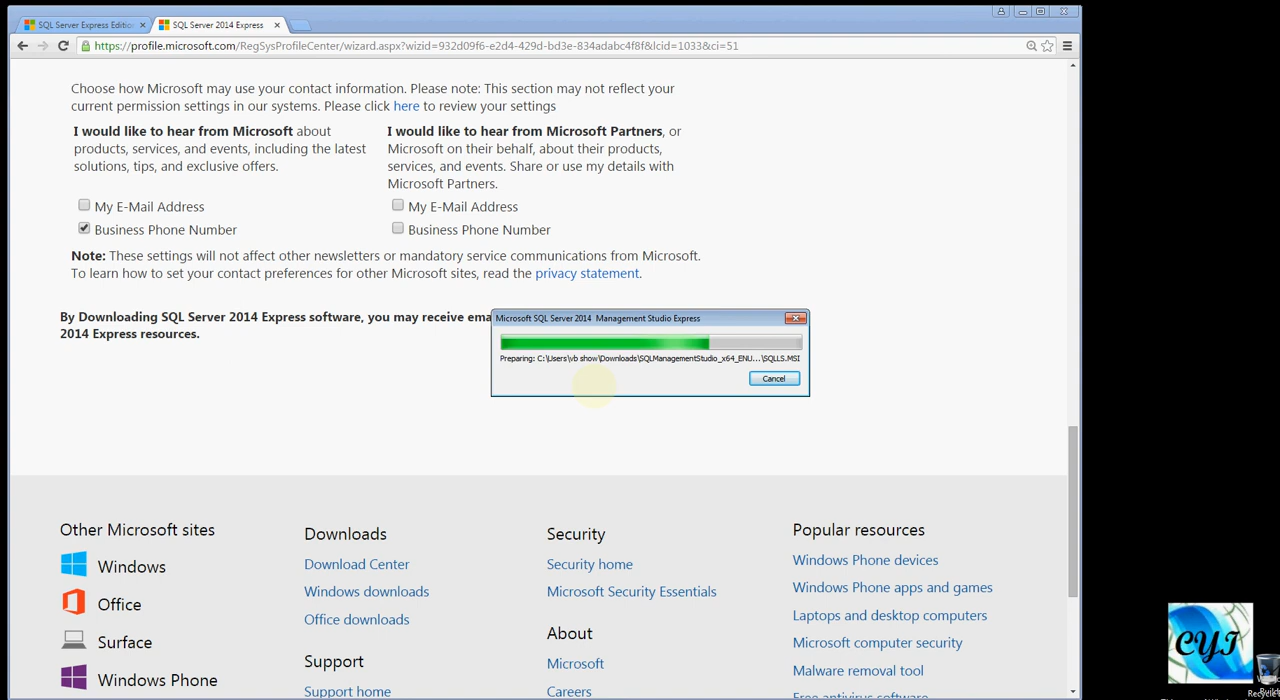 SQL Server Express Editio
SQL Server 2014 Express
https://profile.microsoft.com/RegSysProfileCenter/wizard.aspx?wizid=932d09f6-e2d4-429d-bd3e-834adabc4f8f&lcid=1033&ci=51
Choose how Microsoft may use your contact information. Please note: This section may not reflect your
current permission settings in our systems. Please click here to review your settings
I would like to hear from Microsoft about
products, services, and events, including the latest
solutions, tips, and exclusive offers.
My E-Mail Address
Business Phone Number
I would like to hear from Microsoft Partners, or
Microsoft on their behalf, about their products,
services, and events. Share or use my details with
Microsoft Partners.
My E-Mail Address
Business Phone Number
Note: These settings will not affect other newsletters or mandatory service communications from Microsoft.
To learn how to set your contact preferences for other Microsoft sites, read the privacy statement.
By Downloading SQL Server 2014 Express software, you may receive ema
2014 Express resources.
Microsoft SQL Server 2014 Management Studio Express
Preparing: C:\Users\vb show\Downloads\SQLManagementStudio_x64_ENU...\SQLLS.MSI
Cancel
Other Microsoft sites
Windows
Office
Surface
Windows Phone
Downloads
Download Center
Windows downloads
Office downloads
Support
Support home
Security
Security home
Microsoft Security Essentials
About
Microsoft
Careers
Popular resources
Windows Phone devices
Windows Phone apps and games
Laptops and desktop computers
Microsoft computer security
Malware removal tool
Free antivirus software
CYJ